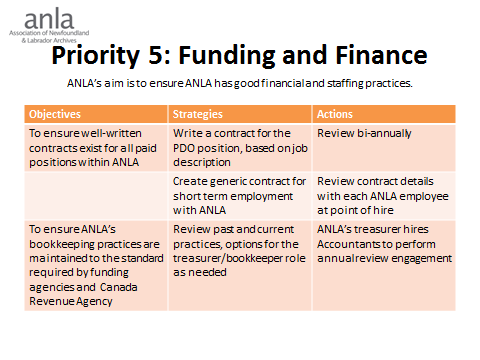 anla
Association of Newfoundland
& Labrador Archives
Priority 5: Funding and Finance
ANLA's aim is to ensure ANLA has good financial and staffing practices.
Objectives
Strategies
Actions
To ensure well-written
contracts exist for all paid
positions within ANLA
Write a contract for the
PDO position, based on job
description
Review bi-annually
Create generic contract for
short term employment
with ANLA
Review contract details
with each ANLA employee
at point of hire
To ensure ANLA's
bookkeeping practices are
maintained to the standard
required by funding
agencies and Canada
Revenue Agency
Review past and current
practices, options for the
treasurer/bookkeeper role
as needed
ANLA's treasurer hires
Accountants to perform
annual review engagement